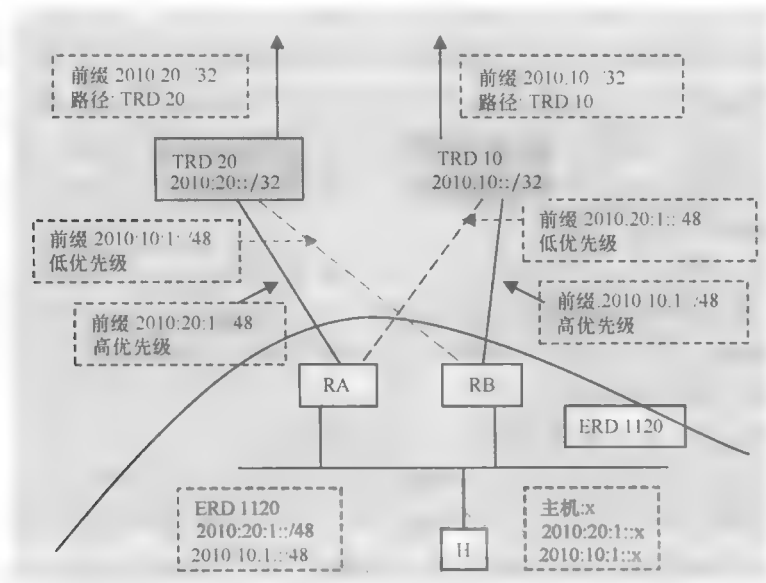 前缀 2010 20 :/32
路径: TRD 20
前缀 2010.10 :/32
路径: TRD 10
TRD 20
2010:20::/32
TRD 10
2010.10::/32
前缀 2010:10:1: /48
低优先级
前缀 2010.20:1:: 48
低优先级
前缀 2010:20:1 48
高优先级
前缀.2010 10.1 :/48
高优先级
RA
RB
ERD 1120
ERD 1120
2010:20:1::/48
2010 10.1.::48
H
主机:x
2010:20:1::x
2010:10:1::x